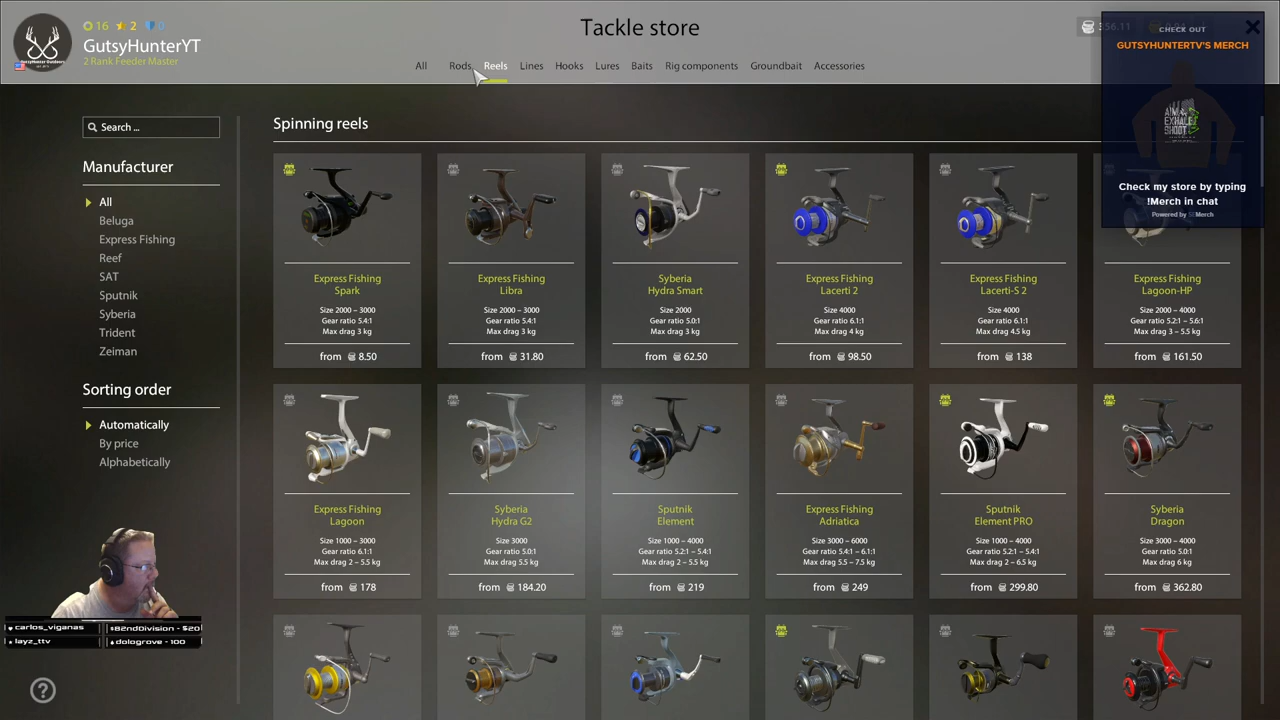 16 2 0
GutsyHunterYT
2 Rank Feeder Master
Tackle store
All Rods Reels Lines Hooks Lures Baits Rig components Groundbait Accessories
CHECK OUT
GUTSYHUNTERTV'S MERCH
AIM
EXHALE
SHOOT
Check my store by typing
!Merch in chat
Powered by SEMerch
Search ...
Manufacturer
All
Beluga
Express Fishing
Reef
SAT
Sputnik
Syberia
Trident
Zeiman
Sorting order
Automatically
By price
Alphabetically
Spinning reels
Express Fishing
Spark
Size 2000 – 3000
Gear ratio 5.4:1
Max drag 3 kg
from 8.50
Express Fishing
Libra
Size 2000 – 3000
Gear ratio 5.4:1
Max drag 3 kg
from 31.80
Syberia
Hydra Smart
Size 2000
Gear ratio 5.0:1
Max drag 3 kg
from 62.50
Express Fishing
Lacerti 2
Size 4000
Gear ratio 6.1:1
Max drag 4 kg
from 98.50
Express Fishing
Lacerti-S 2
Size 4000
Gear ratio 6.1:1
Max drag 4.5 kg
from 138
Express Fishing
Lagoon-HP
Size 2000 – 4000
Gear ratio 5.2:1 – 5.6:1
Max drag 3 – 5.5 kg
from 161.50
Express Fishing
Lagoon
Size 1000 – 3000
Gear ratio 6.1:1
Max drag 2 – 5.5 kg
from 178
Syberia
Hydra G2
Size 3000
Gear ratio 5.0:1
Max drag 5.5 kg
from 184.20
Sputnik
Element
Size 1000 – 4000
Gear ratio 5.2:1 – 5.4:1
Max drag 2 – 5.5 kg
from 219
Express Fishing
Adriatica
Size 3000 – 6000
Gear ratio 5.4:1 – 6.1:1
Max drag 5.5 – 7.5 kg
from 249
Sputnik
Element PRO
Size 1000 – 4000
Gear ratio 5.2:1 – 5.4:1
Max drag 2 – 6.5 kg
from 299.80
Syberia
Dragon
Size 3000 – 4000
Gear ratio 5.0:1
Max drag 6 kg
from 362.80
carlos_viganas
layz_ttv
dologrove - 100
?